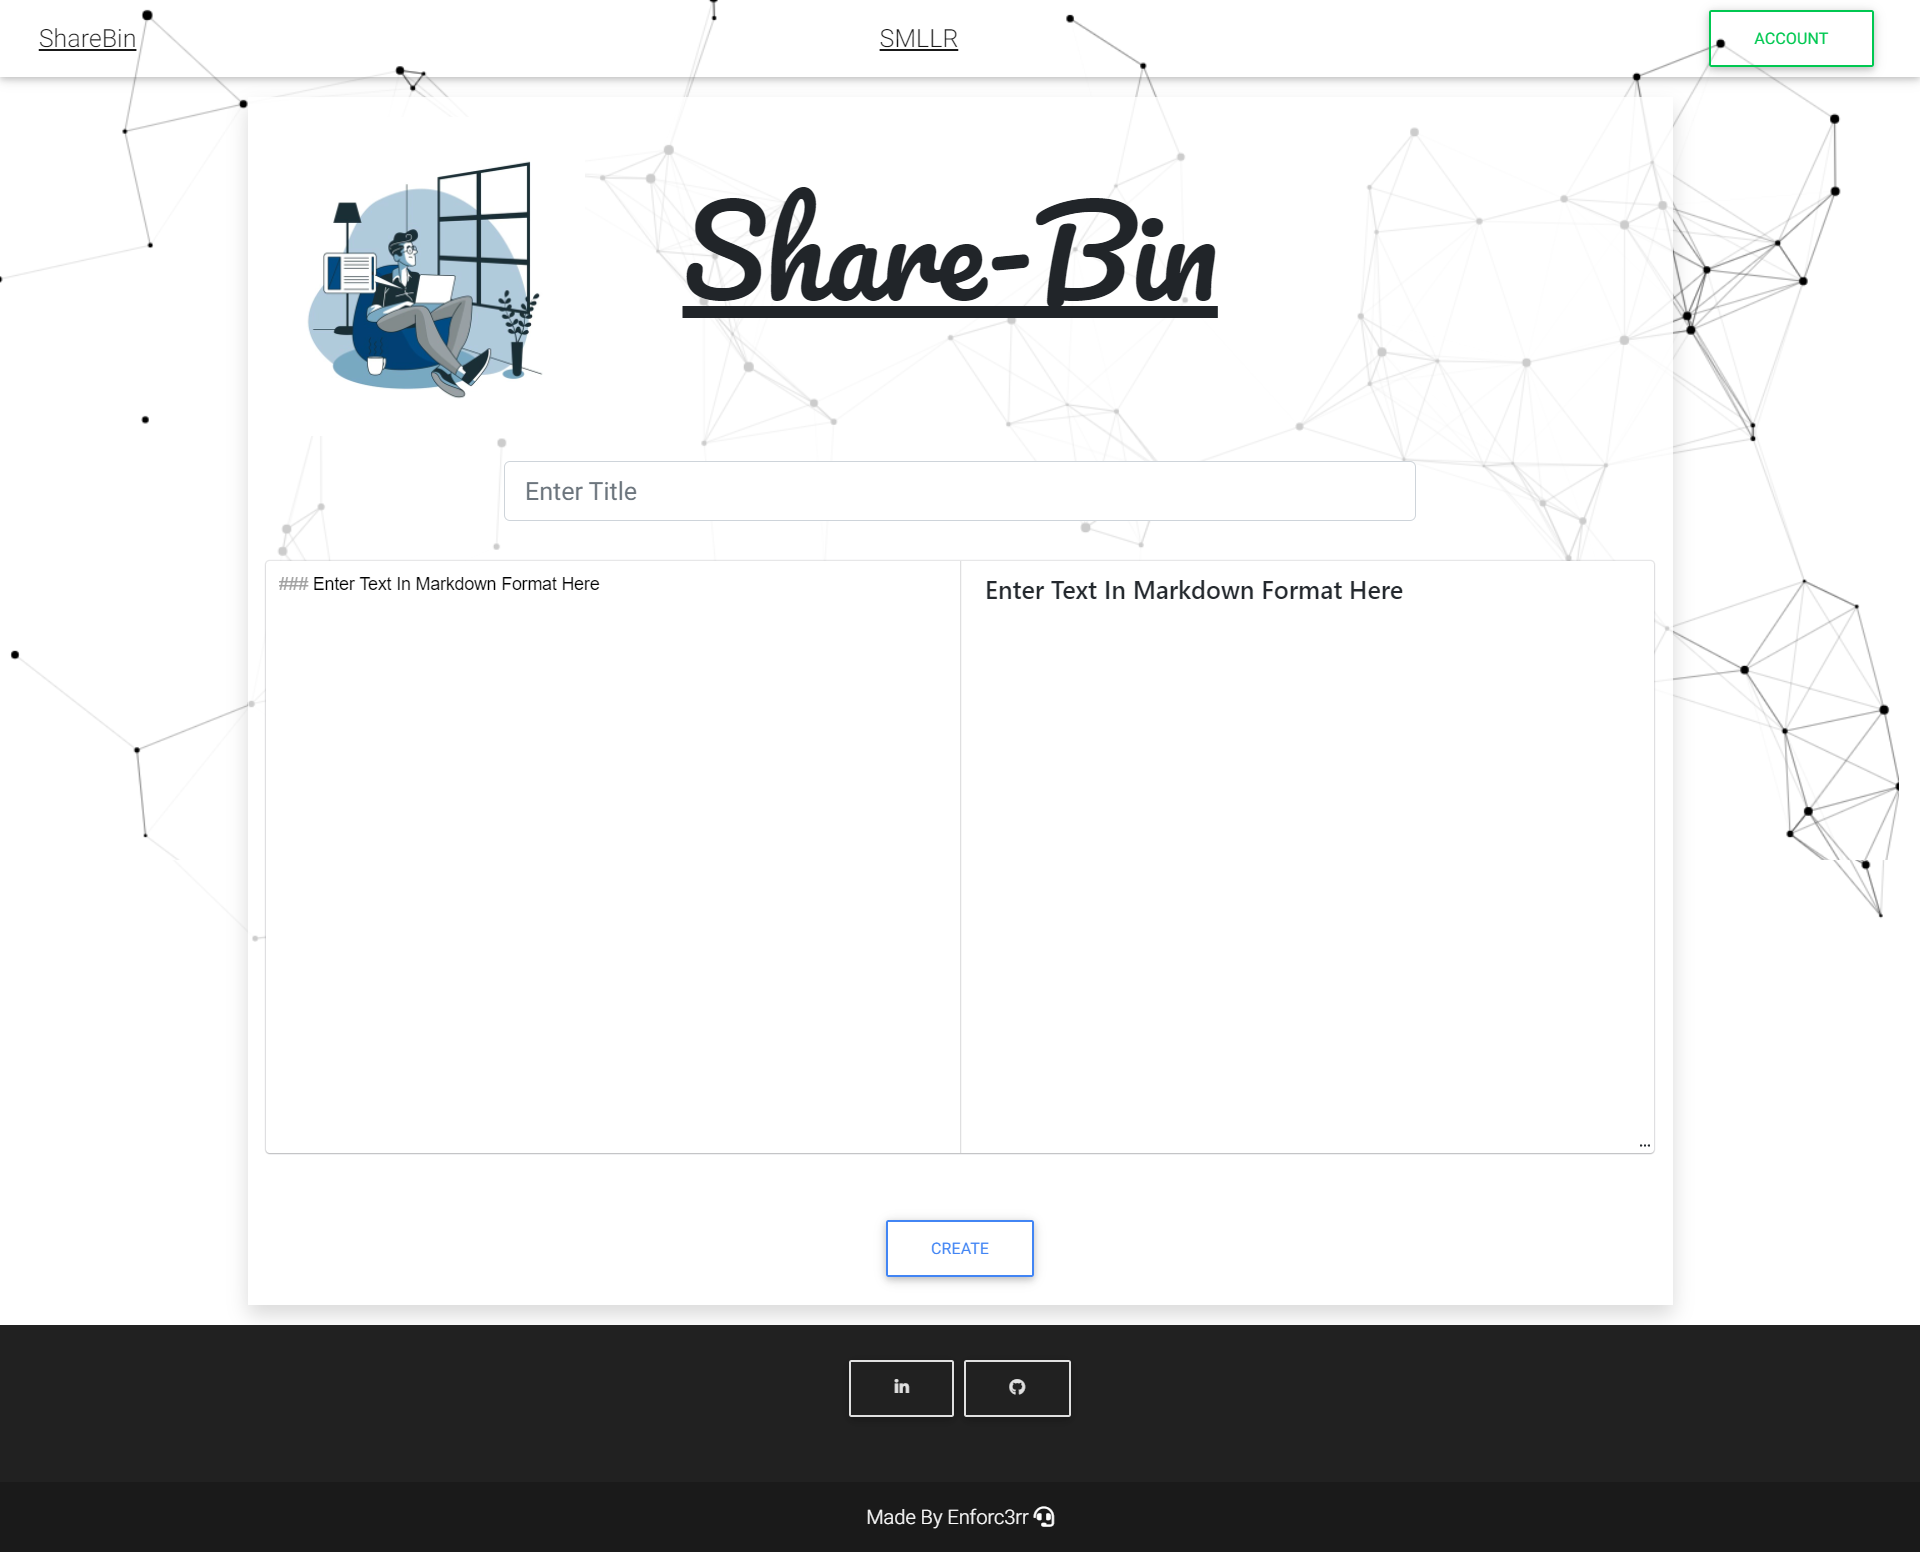 ShareBin
SMLLR
ACCOUNT
Share-Bin
Enter Title
### Enter Text In Markdown Format Here
Enter Text In Markdown Format Here
...
CREATE
in
Made By Enforc3rr